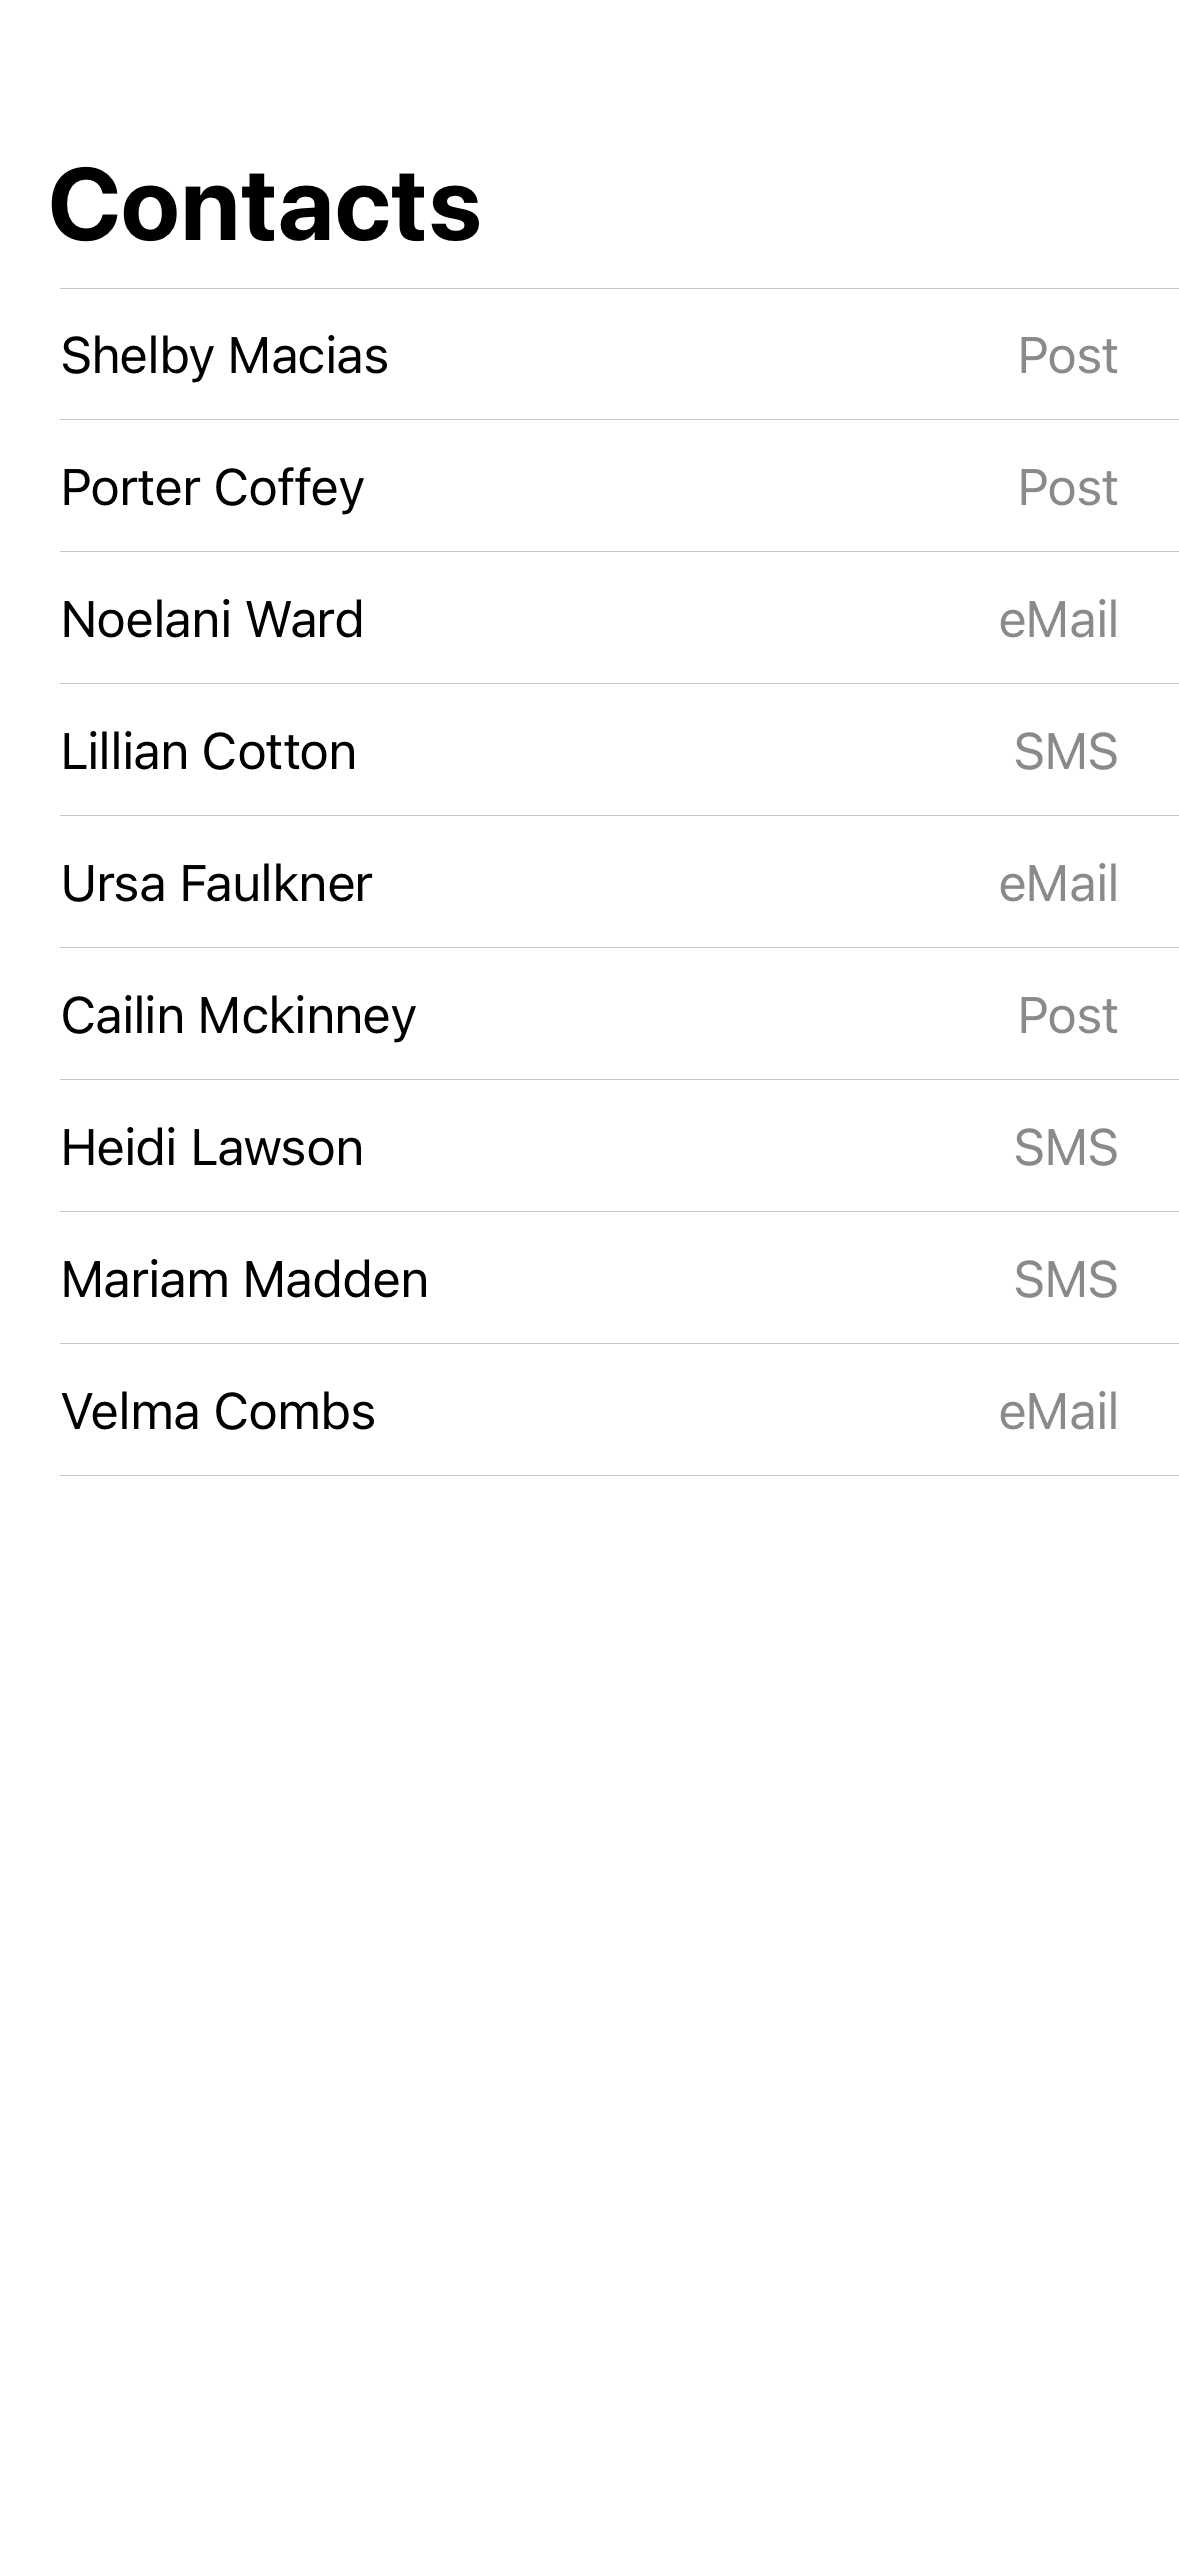 Contacts
Shelby Macias Post
Porter Coffey Post
Noelani Ward eMail
Lillian Cotton SMS
Ursa Faulkner eMail
Cailin Mckinney Post
Heidi Lawson SMS
Mariam Madden SMS
Velma Combs eMail